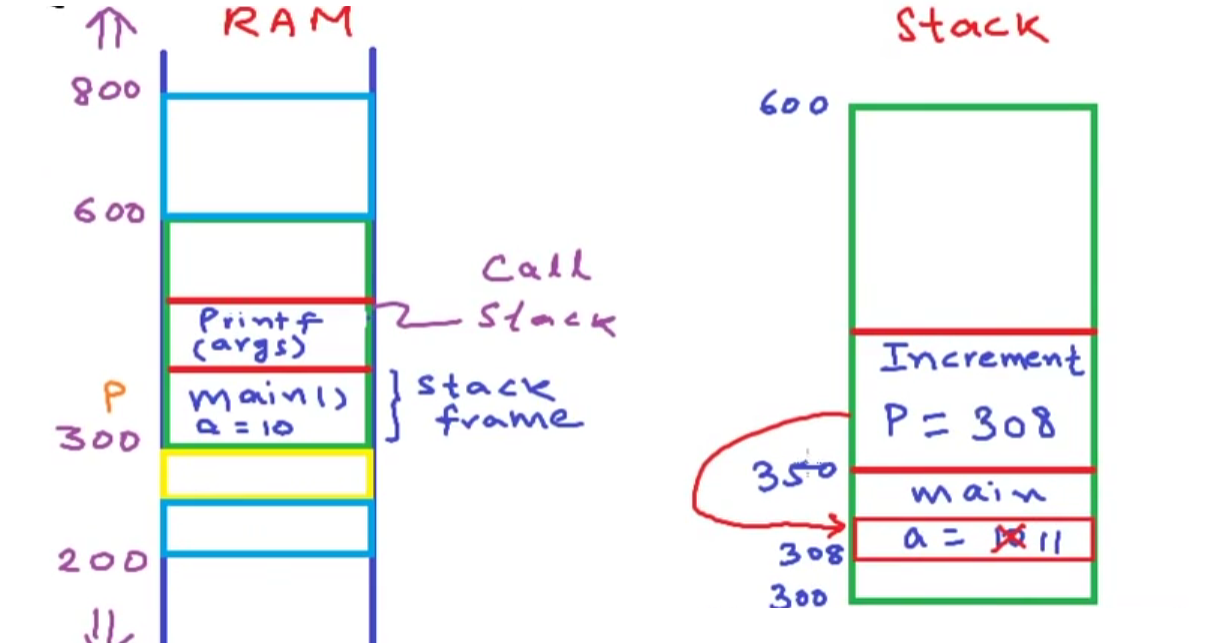 RAM
800
600
Call
Stack
Printf
(args)
P
main()
a = 10
stack
frame
300
200
Stack
600
Increment
P = 308
350
main
a = 10 11
308
300